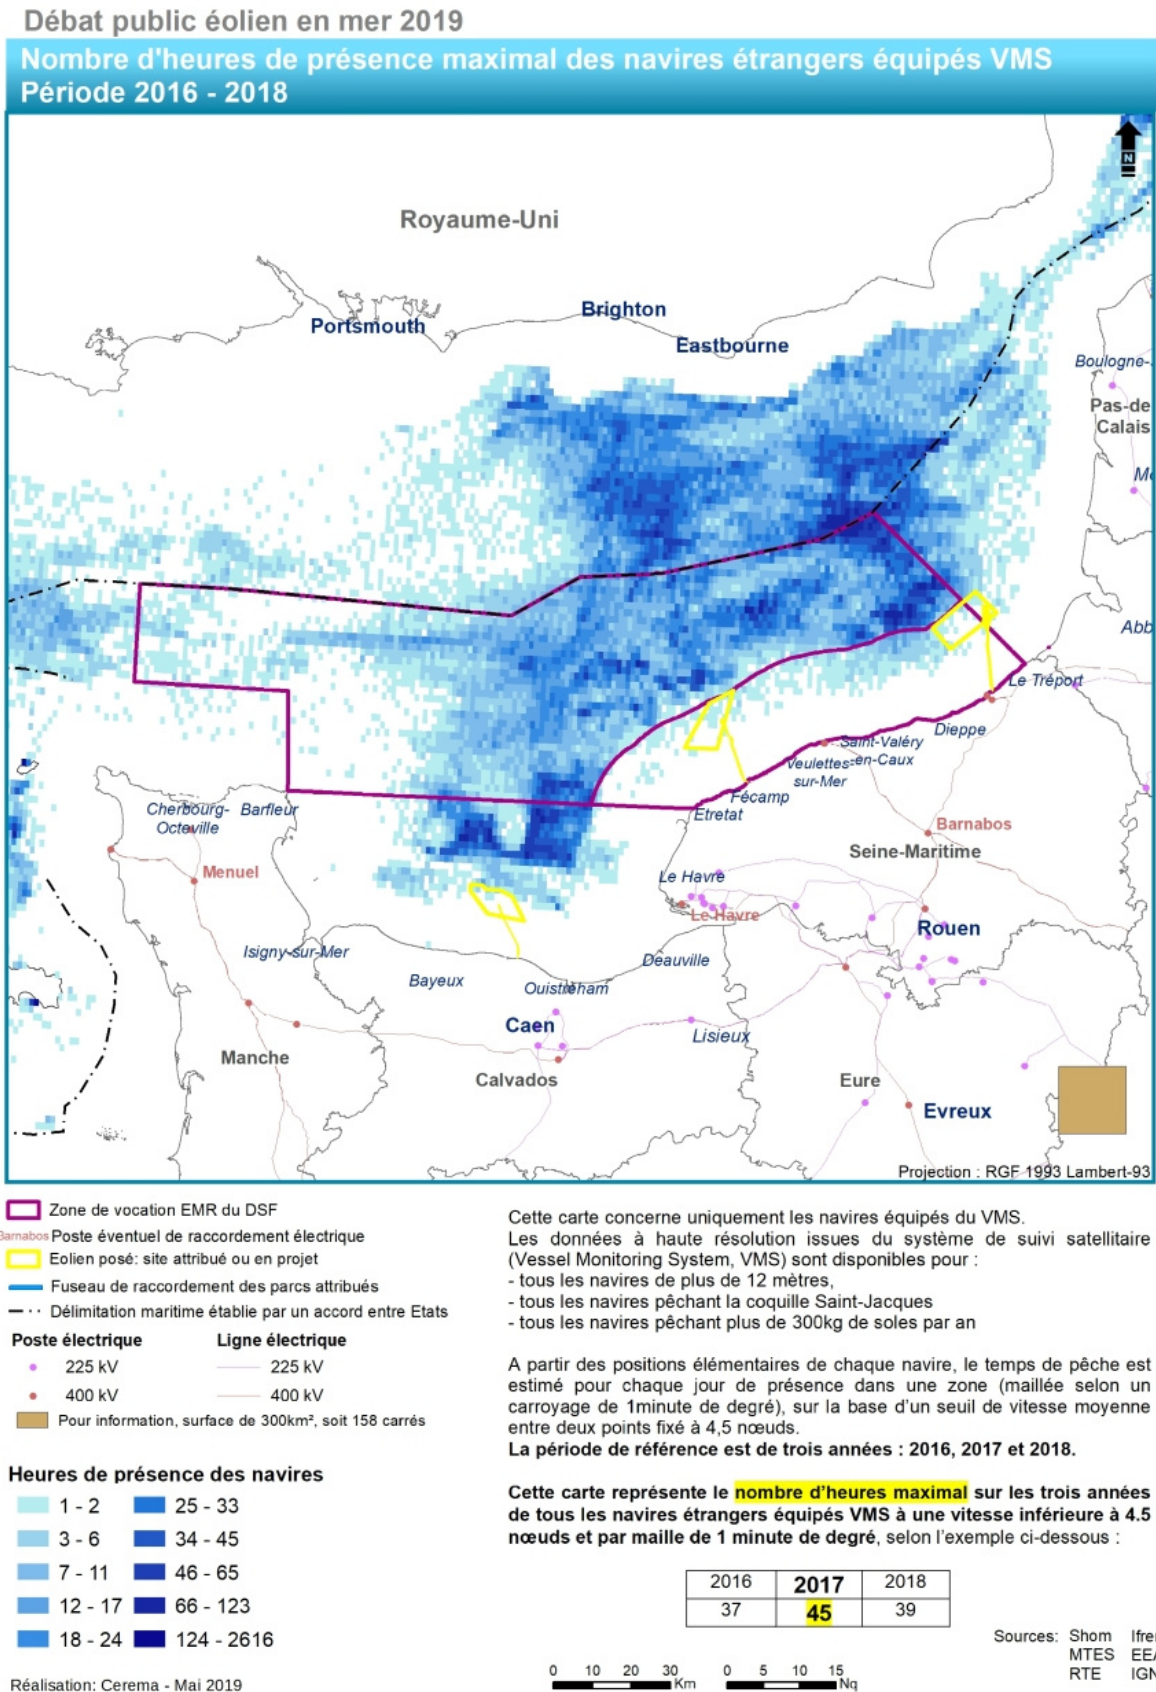 Débat public éolien en mer 2019
Nombre d'heures de présence maximal des navires étrangers équipés VMS
Période 2016 - 2018
N
Royaume-Uni
Brighton
Portsmouth
Eastbourne
Boulogne-
Pas-de
Calais
Abb
Le Tréport
Dieppe
Saint-Valéry
-en-Caux
Veulettes-
sur-Mer
Fécamp
Etretat
Cherbourg-
Octeville
Barfleur
Barnabos
Seine-Maritime
Menuel
Le Havre
Le Havre
Rouen
Isigny-sur-Mer
Deauville
Bayeux
Ouistreham
Caen
Lisieux
Manche
Calvados
Eure
Evreux
Projection : RGF 1993 Lambert-93
Zone de vocation EMR du DSF
Barnabos Poste éventuel de raccordement électrique
Eolien posé: site attribué ou en projet
Fuseau de raccordement des parcs attribués
Délimitation maritime établie par un accord entre Etats
Poste électrique Ligne électrique
225 kV 225 kV
400 kV 400 kV
Pour information, surface de 300km², soit 158 carrés
Heures de présence des navires
1 - 2 25 - 33
3 - 6 34 - 45
7 - 11 46 - 65
12 - 17 66 - 123
18 - 24 124 - 2616
Réalisation: Cerema - Mai 2019
Cette carte concerne uniquement les navires équipés du VMS.
Les données à haute résolution issues du système de suivi satellitaire
(Vessel Monitoring System, VMS) sont disponibles pour :
- tous les navires de plus de 12 mètres,
- tous les navires pêchant la coquille Saint-Jacques
- tous les navires pêchant plus de 300kg de soles par an
A partir des positions élémentaires de chaque navire, le temps de pêche est
estimé pour chaque jour de présence dans une zone (maillée selon un
carroyage de 1minute de degré), sur la base d'un seuil de vitesse moyenne
entre deux points fixé à 4,5 nœuds.
La période de référence est de trois années : 2016, 2017 et 2018.
Cette carte représente le nombre d'heures maximal sur les trois années
de tous les navires étrangers équipés VMS à une vitesse inférieure à 4.5
nœuds et par maille de 1 minute de degré, selon l'exemple ci-dessous :
2016 2017 2018
37 45 39
Sources: Shom Ifre
MTES EEA
RTE IGN
0 10 20 30 Km
0 5 10 15 Nq